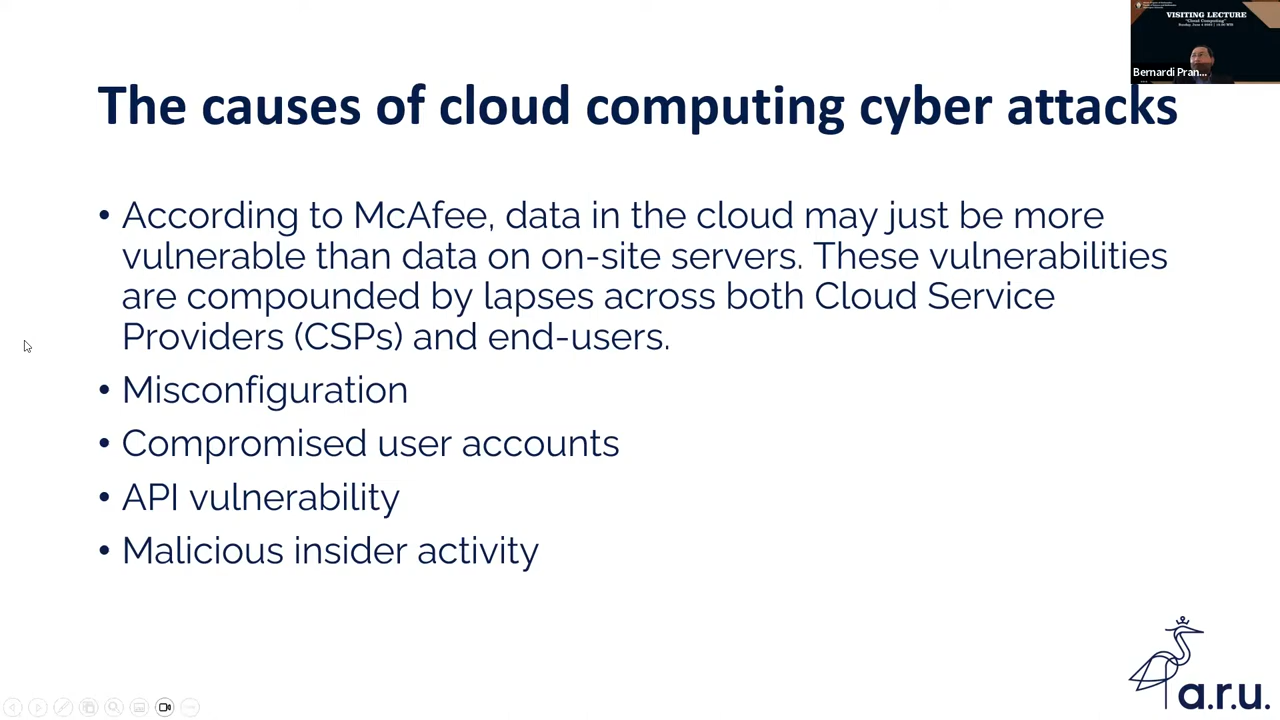 VISITING LECTURE
"Cloud Computing"
Bernardi Pran...
The causes of cloud computing cyber attacks
• According to McAfee, data in the cloud may just be more
vulnerable than data on on-site servers. These vulnerabilities
are compounded by lapses across both Cloud Service
Providers (CSPs) and end-users.
• Misconfiguration
• Compromised user accounts
• API vulnerability
• Malicious insider activity
a.r.u.